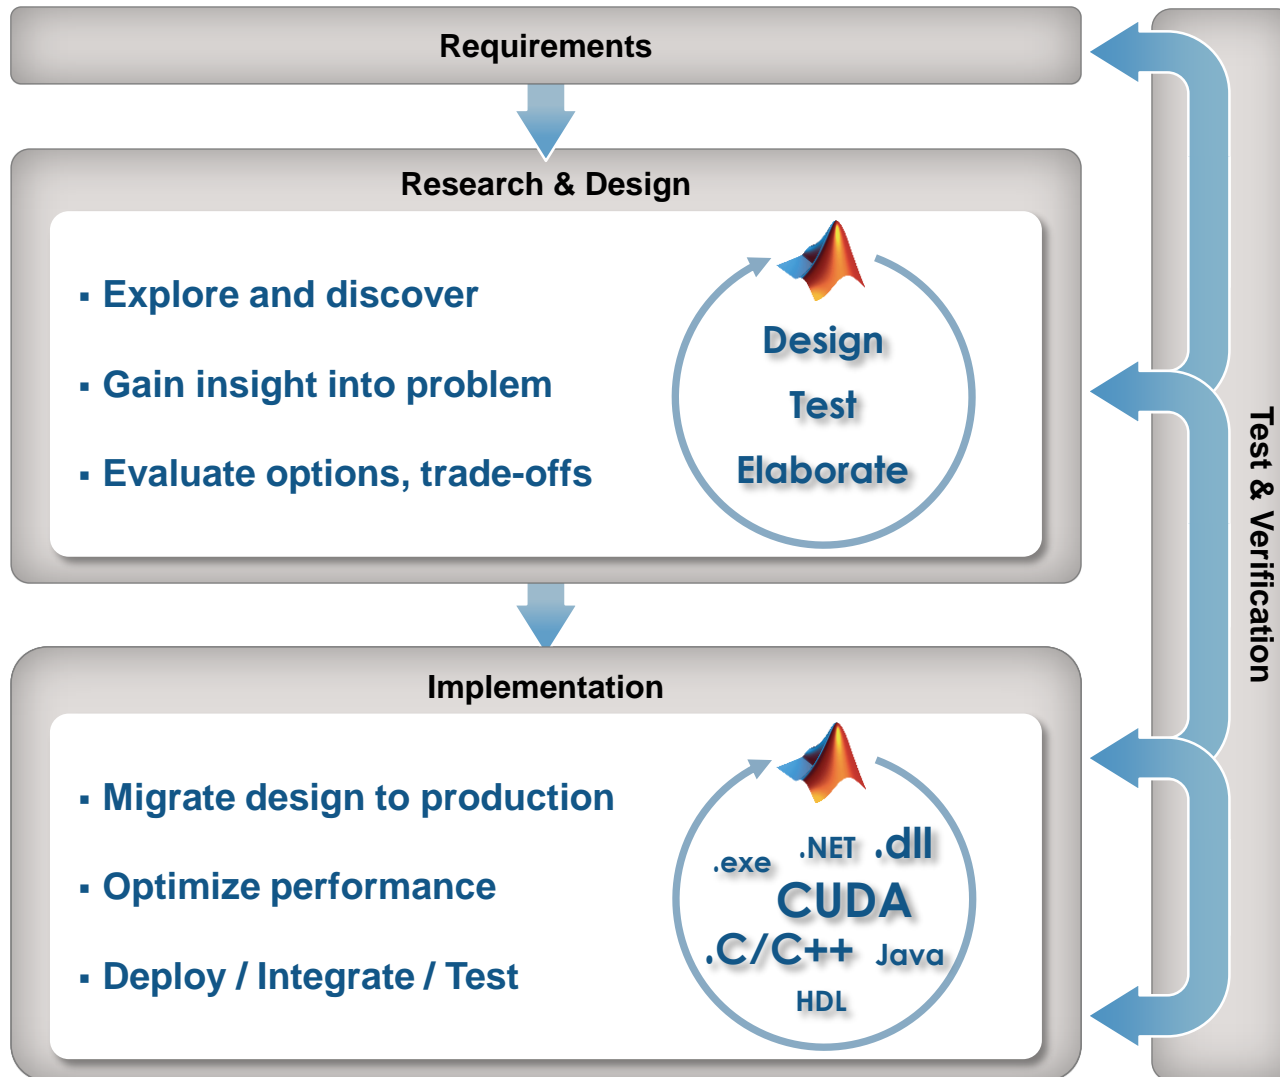 Requirements
Research & Design
▪ Explore and discover
▪ Gain insight into problem
▪ Evaluate options, trade-offs
Design
Test
Elaborate
Implementation
▪ Migrate design to production
▪ Optimize performance
▪ Deploy / Integrate / Test
.exe .NET .dll
CUDA
.C/C++ Java
HDL
Test & Verification